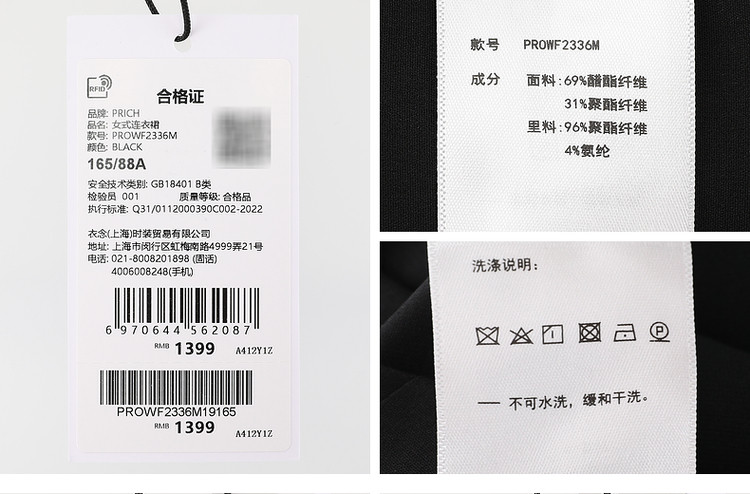 RFID
合格证
品牌: PRICH
品名: 女式连衣裙
款号: PROWF2336M
颜色: BLACK
165/88A
安全技术类别: GB18401 B类
检验员 001 质量等级: 合格品
执行标准: Q31/0112000390C002-2022
衣念(上海)时装贸易有限公司
地址: 上海市闵行区虹梅南路4999弄21号
电话: 021-8008201898 (固话)
4006008248(手机)
6 970644 562087
RMB 1399 A412Y1Z
PROWF2336M19165
RMB 1399 A412Y1Z
款号 PROWF2336M
成分 面料:69%醋酯纤维
31%聚酯纤维
里料:96%聚酯纤维
4%氨纶
洗涤说明:
P
— 不可水洗，缓和干洗。